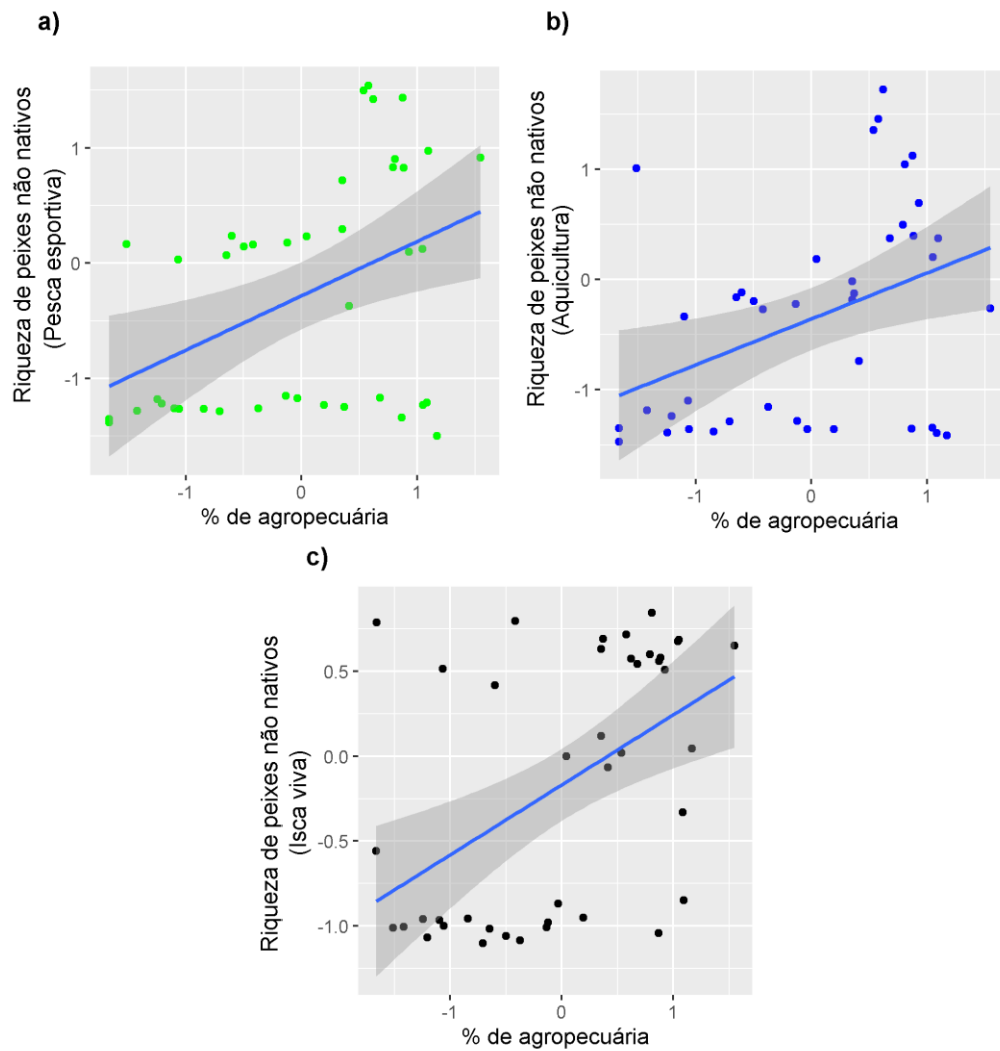 a)
Riqueza de peixes não nativos
(Pesca esportiva)
1
0
-1
-1
0
1
% de agropecuária
b)
Riqueza de peixes não nativos
(Aquicultura)
1
0
-1
-1
0
1
% de agropecuária
c)
Riqueza de peixes não nativos
(Isca viva)
0.5
0.0
-0.5
-1.0
-1
0
1
% de agropecuária